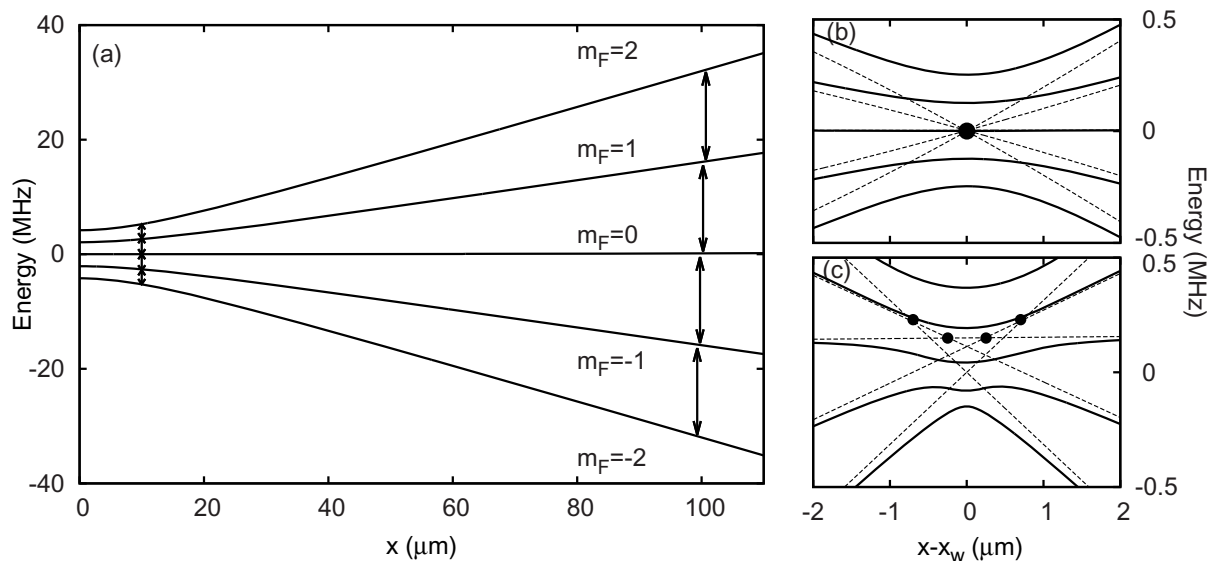 40
20
0
-20
-40
Energy (MHz)
(a)
m_F=2
m_F=1
m_F=0
m_F=-1
m_F=-2
0 20 40 60 80 100
x (μm)
(b)
0.5
0
-0.5
(c)
0.5
0
-0.5
Energy (MHz)
-2 -1 0 1 2
x-x_w (μm)